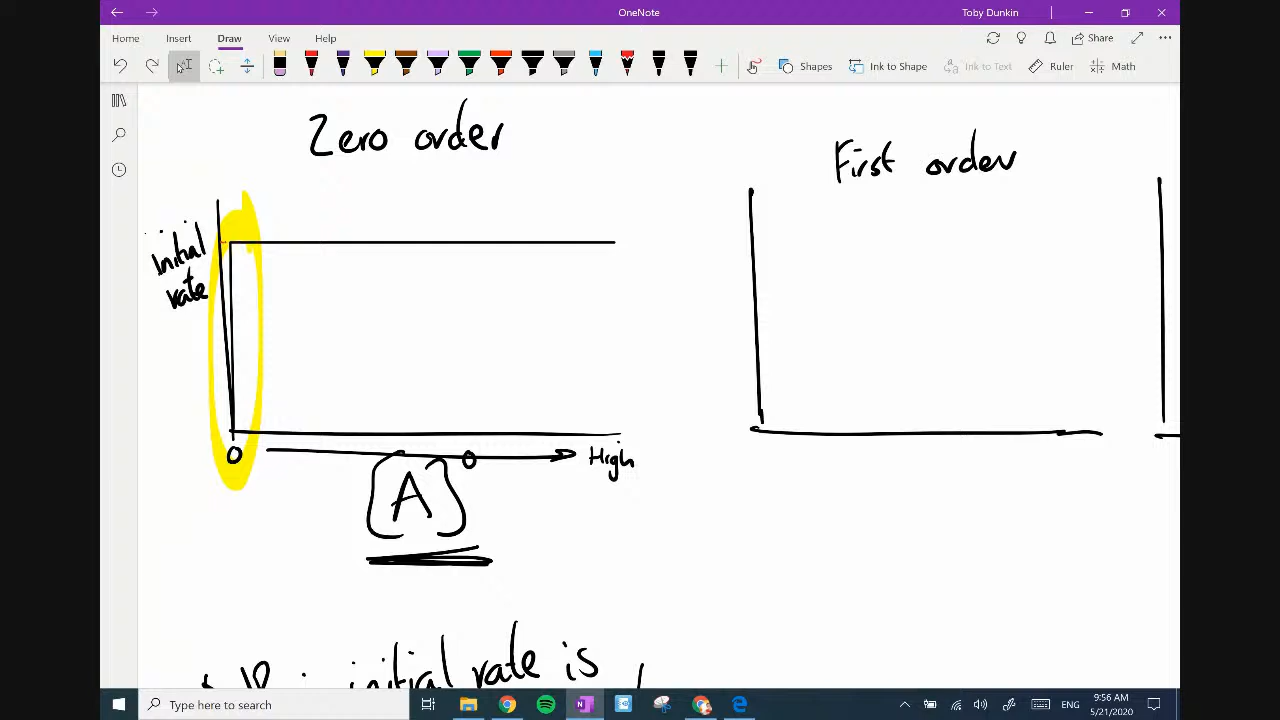 OneNote
Toby Dunkin
Home Insert Draw View Help
Share
Shapes Ink to Shape Ink to Text Ruler Math
Zero order
First order
Initial
rate
0 High
[A]
initial rate is
Type here to search
ENG
9:56 AM
5/21/2020